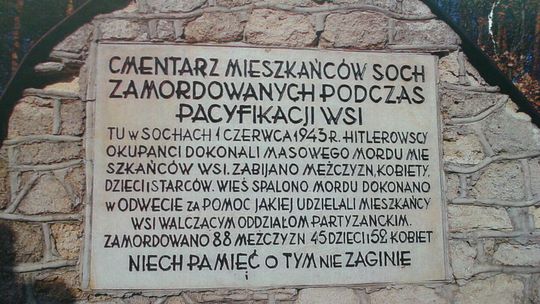 CMENTARZ MIESZKAŃCÓW SOCH
ZAMORDOWANYCH PODCZAS
PACYFIKACJI WSI
TU W SOCHACH 1 CZERWCA 1943 R. HITLEROWSCY
OKUPANCI DOKONALI MASOWEGO MORDU MIE
SZKAŃCÓW WSI. ZABIJANO MEŻCZYZN, KOBIETY,
DZIECI I STARCÓW. WIEŚ SPALONO MORDU DOKONANO
W ODWECIE ZA POMOC JAKIEJ UDZIELALI MIESZKAŃCY
WSI WALCZĄCYM ODDZIAŁOM PARTYZANCKIM.
ZAMORDOWANO 88 MEŻCZYZN 45 DZIECI I 52 KOBIET
NIECH PAMIĘĆ O TYM NIE ZAGINIE